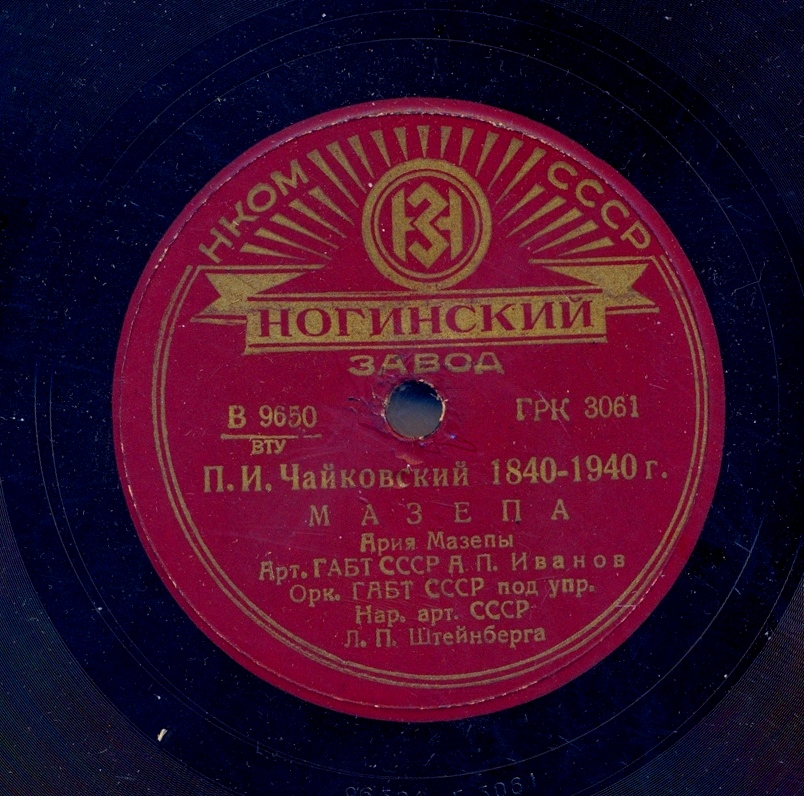 НКОМ СССР
НЗН
НОГИНСКИЙ
ЗАВОД
В 9650 ГРК 3061
ВТУ
П. И. Чайковский 1840-1940 г.
МАЗЕПА
Ария Мазепы
Арт. ГАБТ СССР А П. Иванов
Орк. ГАБТ СССР под упр.
Нар. арт. СССР
Л. П. Штейнберга